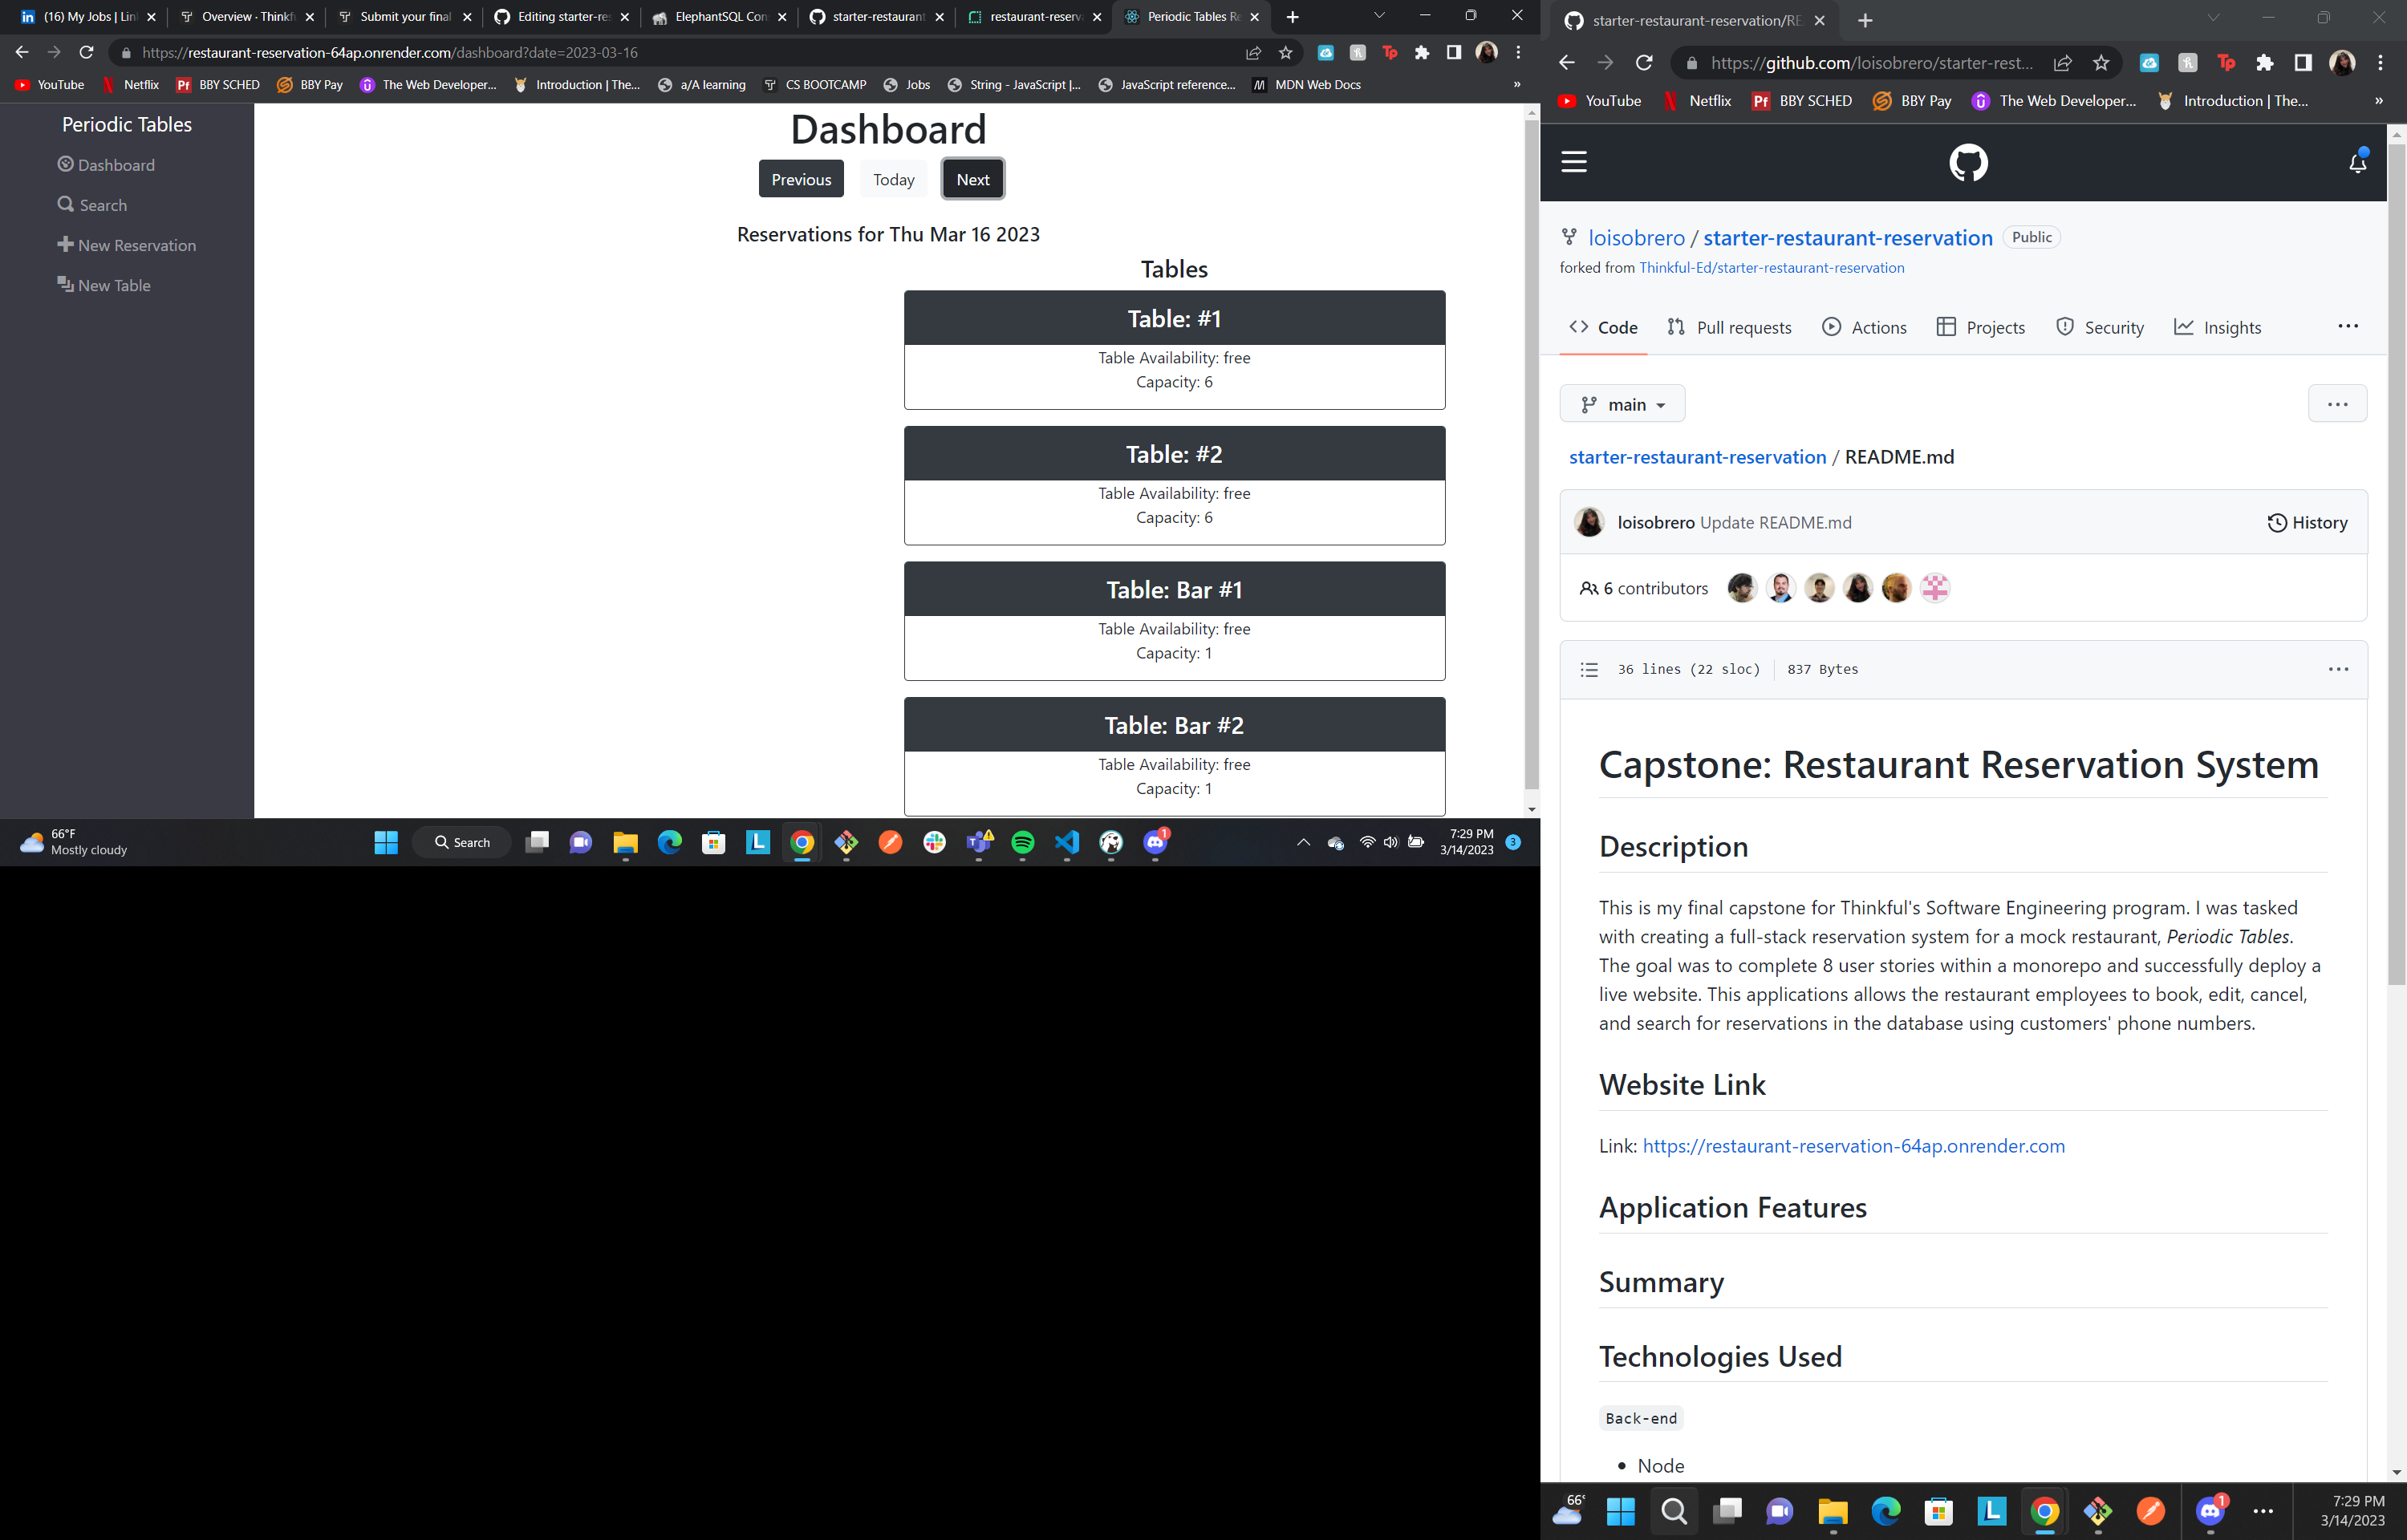 (16) My Jobs | Lin
Overview · Thinkf
Submit your final
Editing starter-res
ElephantSQL Con
starter-restaurant
restaurant-reserv
Periodic Tables Re
https://restaurant-reservation-64ap.onrender.com/dashboard?date=2023-03-16
YouTube Netflix BBY SCHED BBY Pay The Web Developer... Introduction | The... a/A learning CS BOOTCAMP Jobs String - JavaScript |... JavaScript reference... MDN Web Docs »
Periodic Tables
Dashboard
Search
New Reservation
New Table
Dashboard
Previous Today Next
Reservations for Thu Mar 16 2023
Tables
Table: #1
Table Availability: free
Capacity: 6
Table: #2
Table Availability: free
Capacity: 6
Table: Bar #1
Table Availability: free
Capacity: 1
Table: Bar #2
Table Availability: free
Capacity: 1
66°F
Mostly cloudy
Search
1
7:29 PM
3/14/2023
3
starter-restaurant-reservation/RE
https://github.com/loisobrero/starter-rest...
YouTube Netflix BBY SCHED BBY Pay The Web Developer... Introduction | The... »
loisobrero / starter-restaurant-reservation Public
forked from Thinkful-Ed/starter-restaurant-reservation
Code Pull requests Actions Projects Security Insights ...
main ...
starter-restaurant-reservation / README.md
loisobrero Update README.md History
6 contributors
36 lines (22 sloc) 837 Bytes ...
Capstone: Restaurant Reservation System
Description
This is my final capstone for Thinkful's Software Engineering program. I was tasked
with creating a full-stack reservation system for a mock restaurant, Periodic Tables.
The goal was to complete 8 user stories within a monorepo and successfully deploy a
live website. This applications allows the restaurant employees to book, edit, cancel,
and search for reservations in the database using customers' phone numbers.
Website Link
Link: https://restaurant-reservation-64ap.onrender.com
Application Features
Summary
Technologies Used
Back-end
• Node
66°
1
7:29 PM
3/14/2023